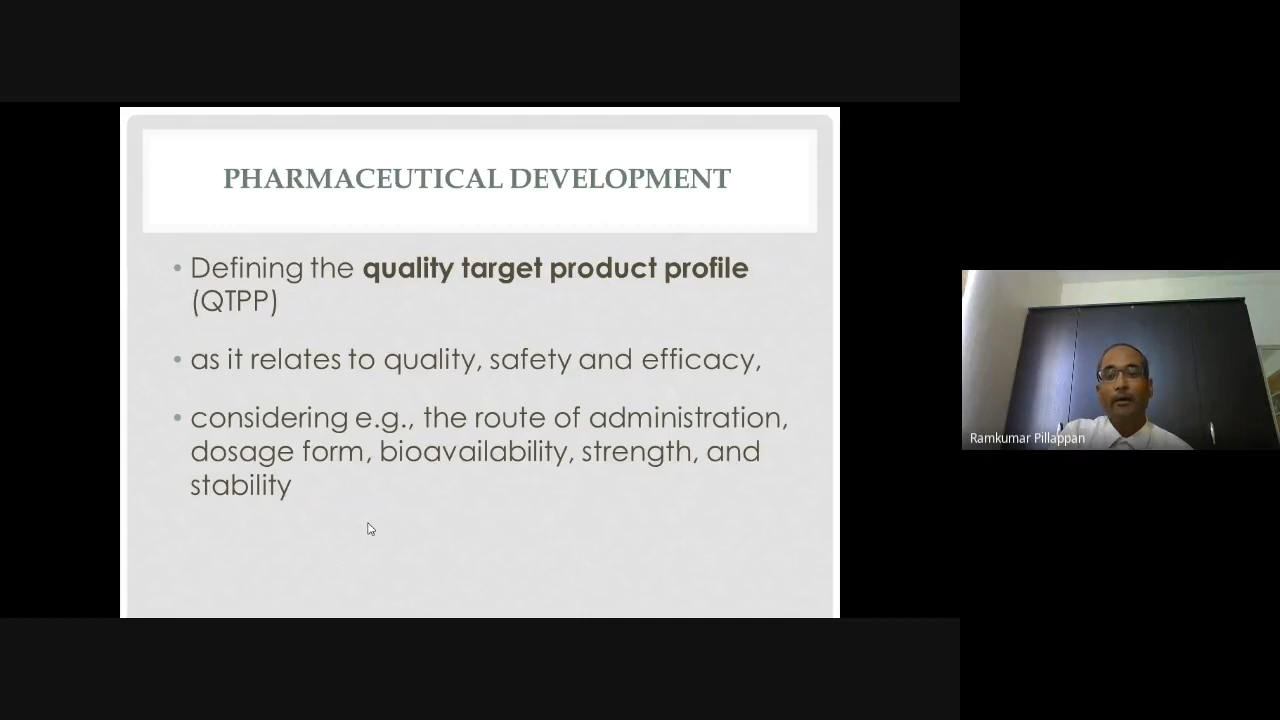 PHARMACEUTICAL DEVELOPMENT
• Defining the quality target product profile
(QTPP)
• as it relates to quality, safety and efficacy,
• considering e.g., the route of administration,
dosage form, bioavailability, strength, and
stability
Ramkumar Pillappan